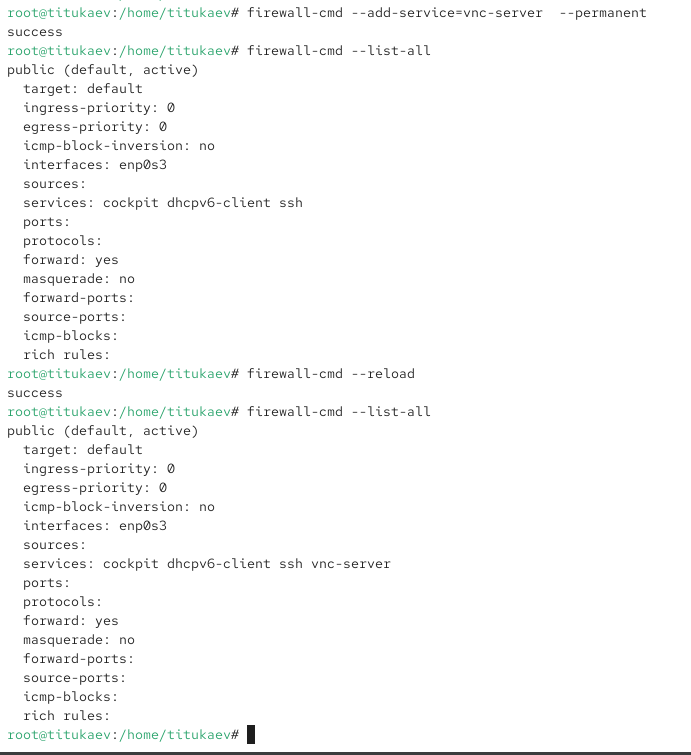 root@titukaev:/home/titukaev# firewall-cmd --add-service=vnc-server  --permanent
success
root@titukaev:/home/titukaev# firewall-cmd --list-all
public (default, active)
  target: default
  ingress-priority: 0
  egress-priority: 0
  icmp-block-inversion: no
  interfaces: enp0s3
  sources:
  services: cockpit dhcpv6-client ssh
  ports:
  protocols:
  forward: yes
  masquerade: no
  forward-ports:
  source-ports:
  icmp-blocks:
  rich rules:
root@titukaev:/home/titukaev# firewall-cmd --reload
success
root@titukaev:/home/titukaev# firewall-cmd --list-all
public (default, active)
  target: default
  ingress-priority: 0
  egress-priority: 0
  icmp-block-inversion: no
  interfaces: enp0s3
  sources:
  services: cockpit dhcpv6-client ssh vnc-server
  ports:
  protocols:
  forward: yes
  masquerade: no
  forward-ports:
  source-ports:
  icmp-blocks:
  rich rules:
root@titukaev:/home/titukaev#